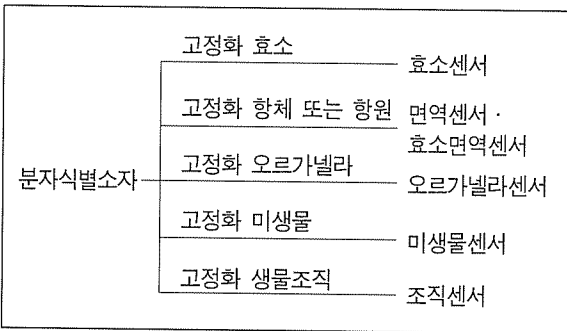 고정화 효소
효소센서
고정화 항체 또는 항원 면역센서 ·
효소면역센서
고정화 오르가넬라
분자식별소자
오르가넬라센서
고정화 미생물
미생물센서
고정화 생물조직
조직센서